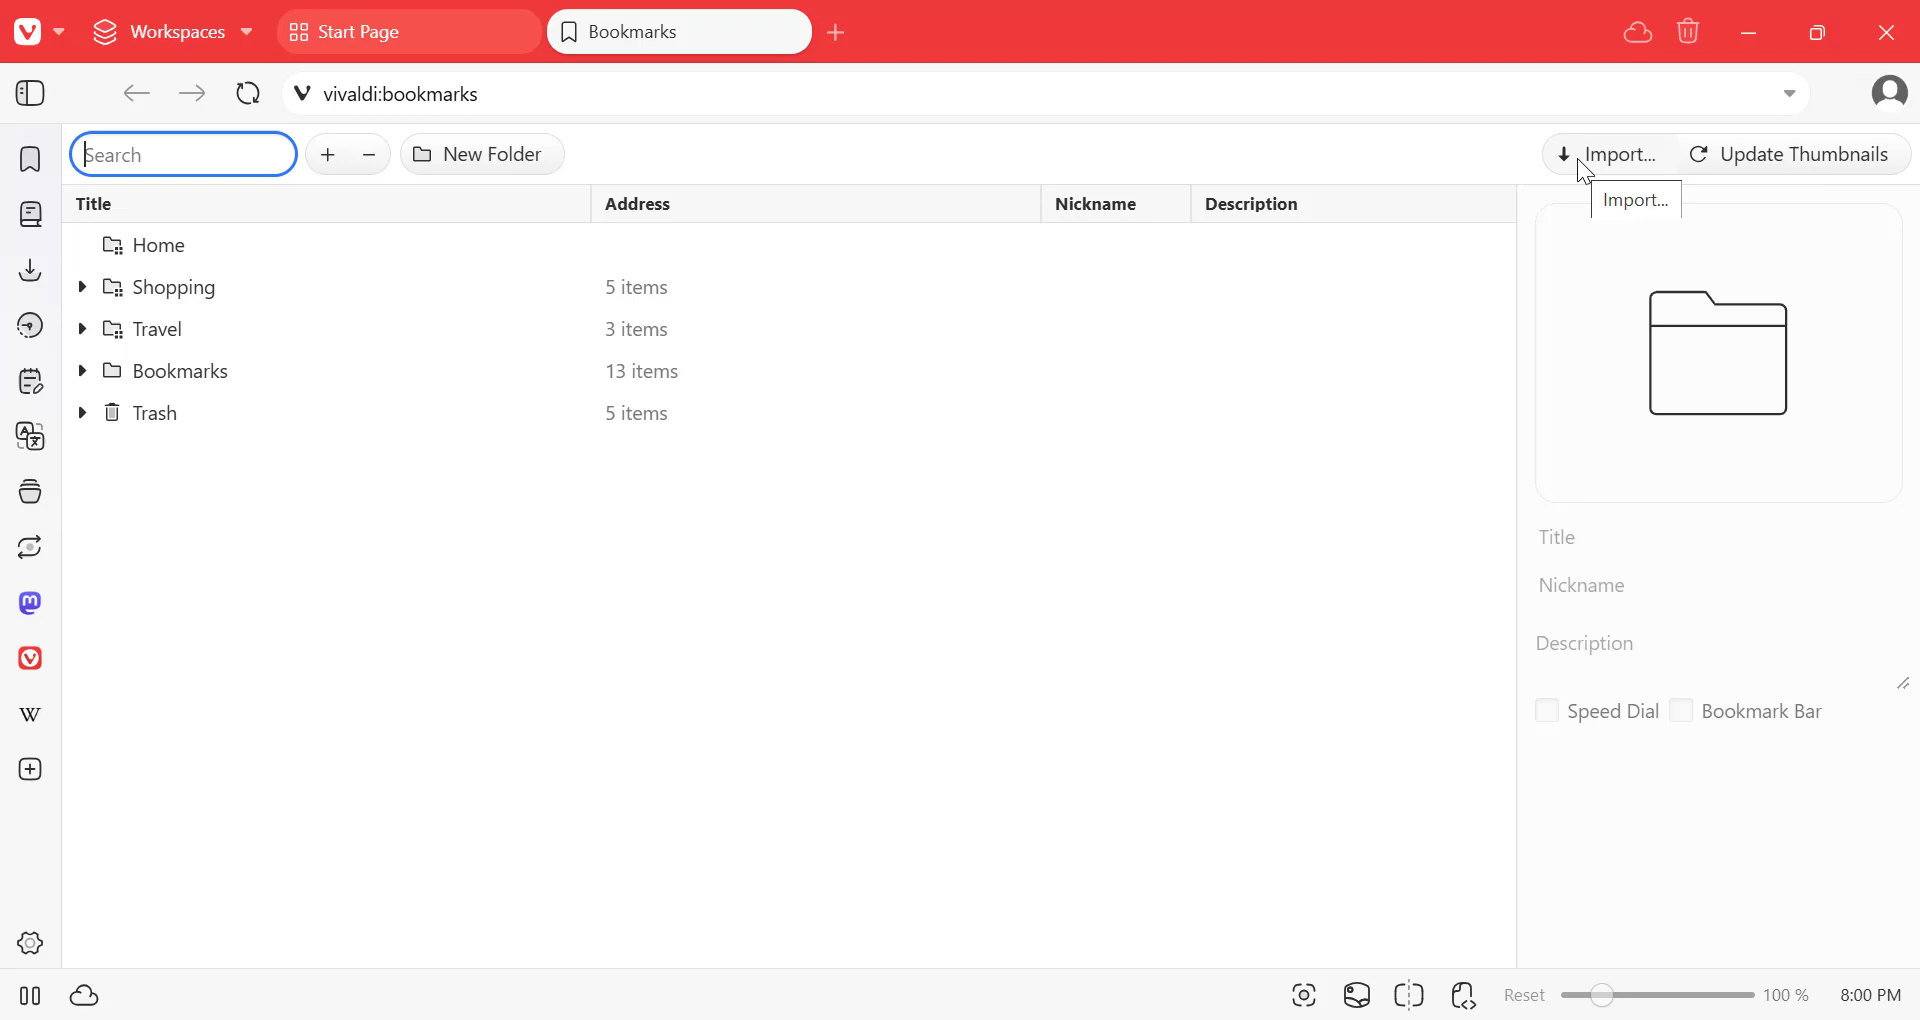 Workspaces
Start Page
Bookmarks
vivaldi:bookmarks
Search
New Folder
Import...
Update Thumbnails
Import...
Title Address Nickname Description
Home
Shopping 5 items
Travel 3 items
Bookmarks 13 items
Trash 5 items
Title
Nickname
Description
Speed Dial Bookmark Bar
Reset 100 % 8:00 PM